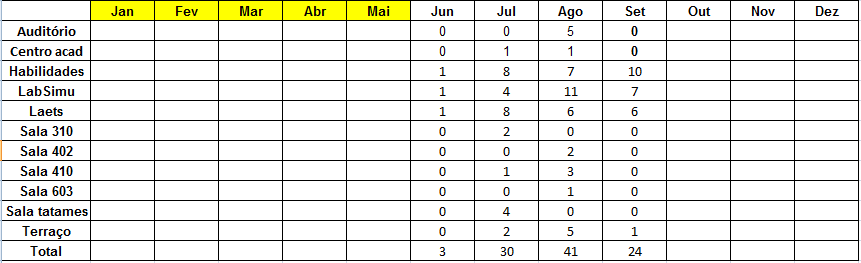 Jan Fev Mar Abr Mai Jun Jul Ago Set Out Nov Dez
Auditório 0 0 5 0
Centro acad 0 1 1 0
Habilidades 1 8 7 10
LabSimu 1 4 11 7
Laets 1 8 6 6
Sala 310 0 2 0 0
Sala 402 0 0 2 0
Sala 410 0 1 3 0
Sala 603 0 0 1 0
Sala tatames 0 4 0 0
Terraço 0 2 5 1
Total 3 30 41 24